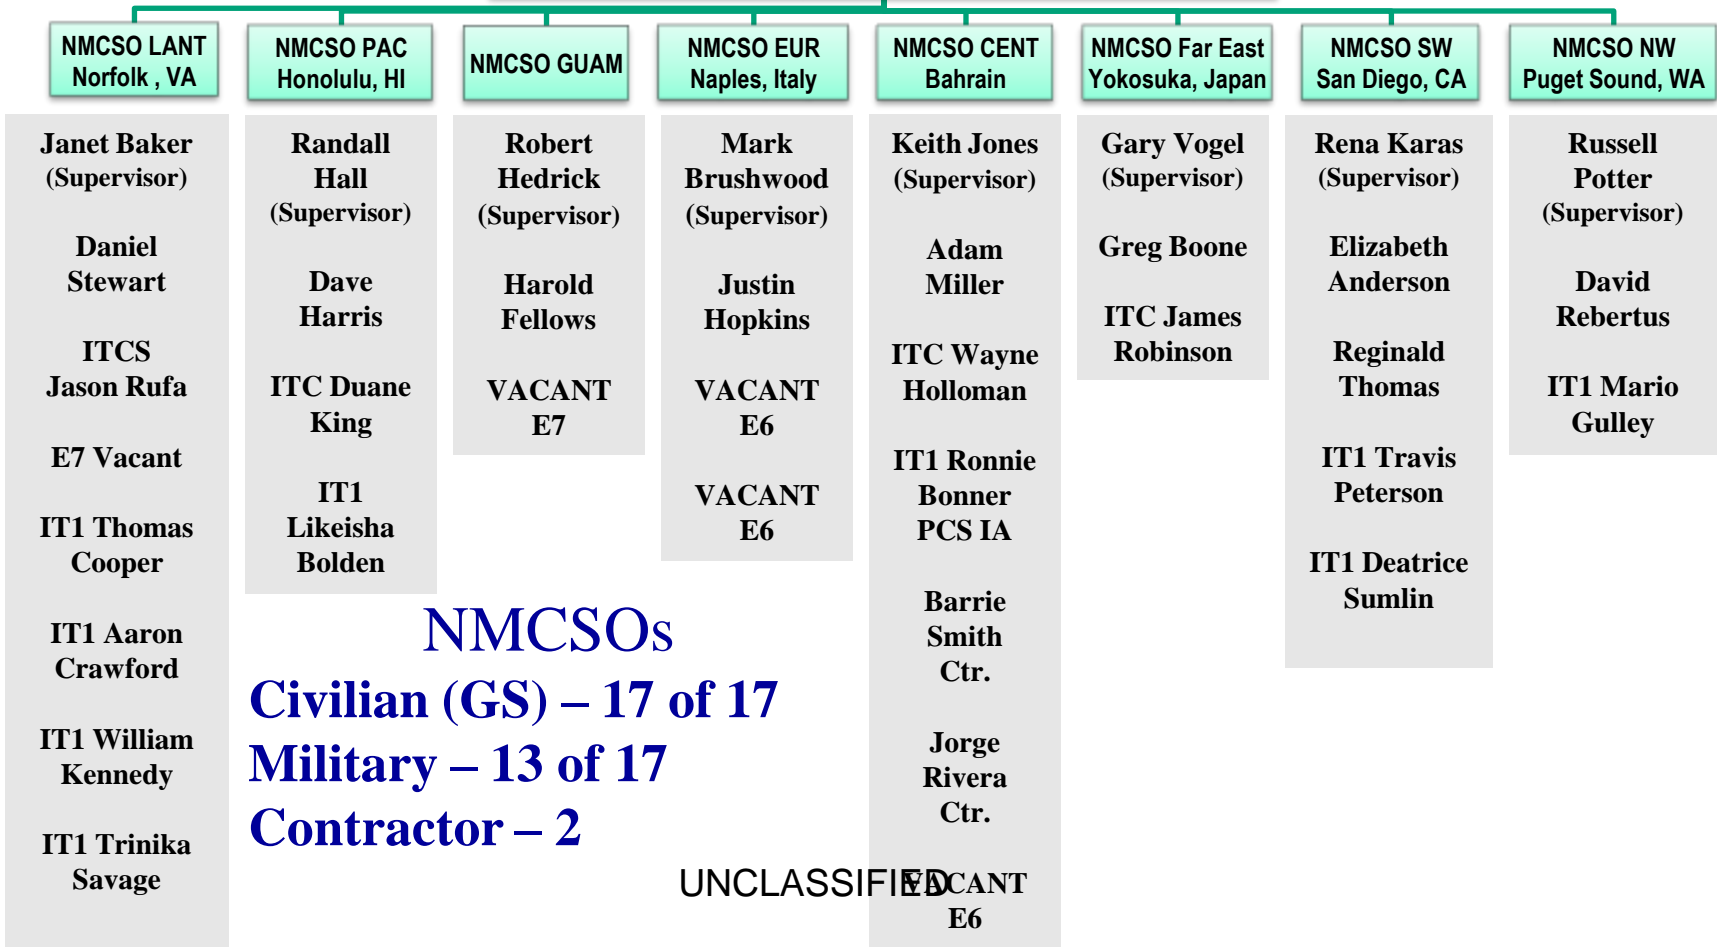 NMCSO LANT
Norfolk , VA
NMCSO PAC
Honolulu, HI
NMCSO GUAM
NMCSO EUR
Naples, Italy
NMCSO CENT
Bahrain
NMCSO Far East
Yokosuka, Japan
NMCSO SW
San Diego, CA
NMCSO NW
Puget Sound, WA
Janet Baker
(Supervisor)
Daniel
Stewart
ITCS
Jason Rufa
E7 Vacant
IT1 Thomas
Cooper
IT1 Aaron
Crawford
IT1 William
Kennedy
IT1 Trinika
Savage
Randall
Hall
(Supervisor)
Dave
Harris
ITC Duane
King
IT1
Likeisha
Bolden
Robert
Hedrick
(Supervisor)
Harold
Fellows
VACANT
E7
Mark
Brushwood
(Supervisor)
Justin
Hopkins
VACANT
E6
VACANT
E6
Keith Jones
(Supervisor)
Adam
Miller
ITC Wayne
Holloman
IT1 Ronnie
Bonner
PCS IA
Barrie
Smith
Ctr.
Jorge
Rivera
Ctr.
VACANT
E6
Gary Vogel
(Supervisor)
Greg Boone
ITC James
Robinson
Rena Karas
(Supervisor)
Elizabeth
Anderson
Reginald
Thomas
IT1 Travis
Peterson
IT1 Deatrice
Sumlin
Russell
Potter
(Supervisor)
David
Rebertus
IT1 Mario
Gulley
NMCSOs
Civilian (GS) – 17 of 17
Military – 13 of 17
Contractor – 2
UNCLASSIFIED